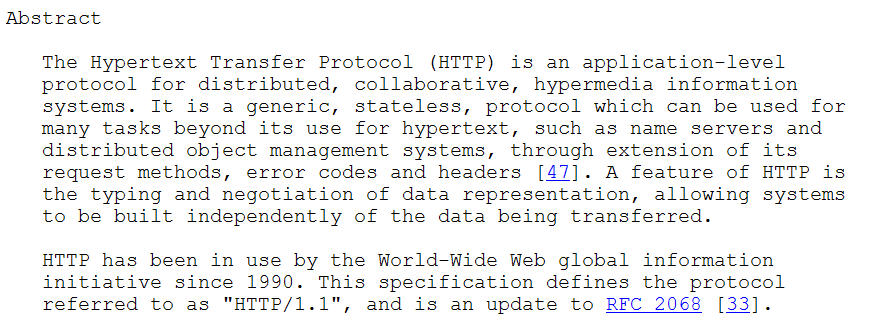 Abstract
The Hypertext Transfer Protocol (HTTP) is an application-level
protocol for distributed, collaborative, hypermedia information
systems. It is a generic, stateless, protocol which can be used for
many tasks beyond its use for hypertext, such as name servers and
distributed object management systems, through extension of its
request methods, error codes and headers [47]. A feature of HTTP is
the typing and negotiation of data representation, allowing systems
to be built independently of the data being transferred.
HTTP has been in use by the World-Wide Web global information
initiative since 1990. This specification defines the protocol
referred to as "HTTP/1.1", and is an update to RFC 2068 [33].